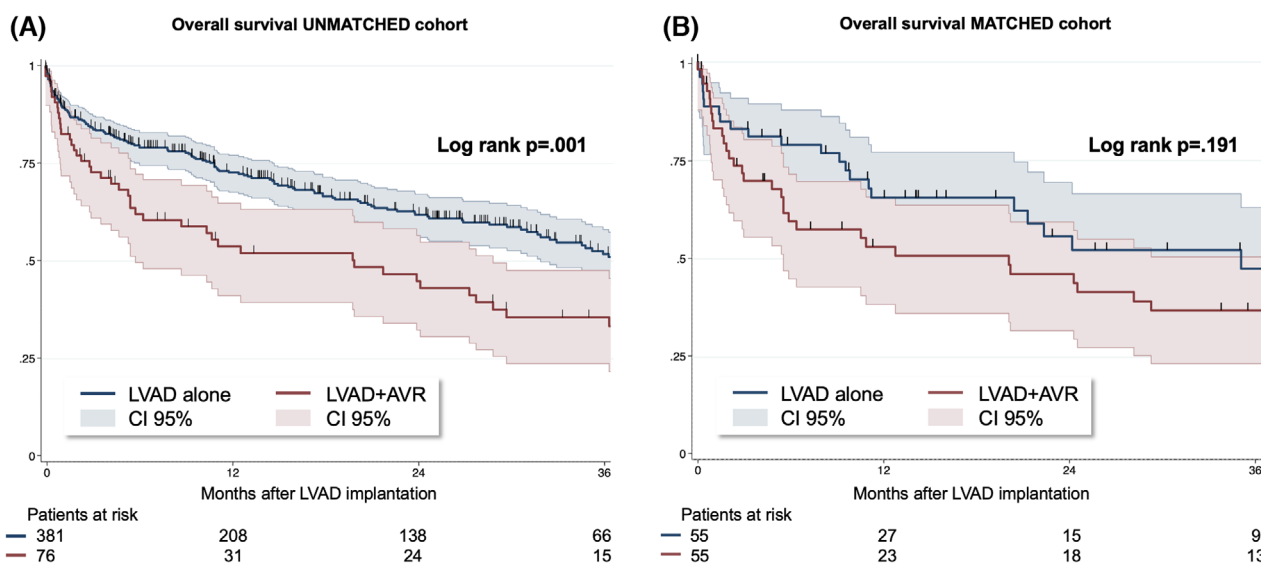 (A)
Overall survival UNMATCHED cohort
1
.75
.5
.25
0
Log rank p=.001
LVAD alone LVAD+AVR
CI 95% CI 95%
0 12 24 36
Months after LVAD implantation
Patients at risk
381 208 138 66
76 31 24 15
(B)
Overall survival MATCHED cohort
1
.75
.5
.25
0
Log rank p=.191
LVAD alone LVAD+AVR
CI 95% CI 95%
0 12 24 36
Months after LVAD implantation
Patients at risk
55 27 15 9
55 23 18 13